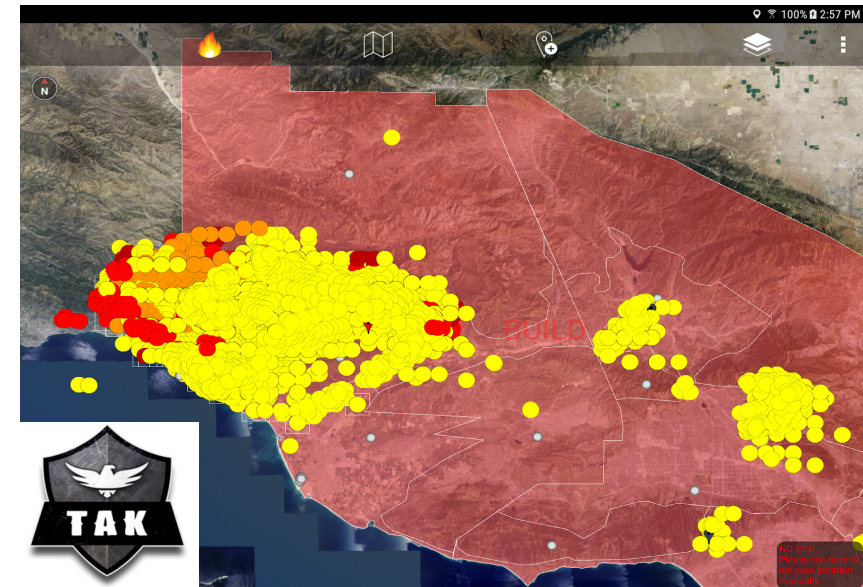 100% 2:57 PM
N
BUILD
TAK
NO GPS
Please tap here to
set your location
manually